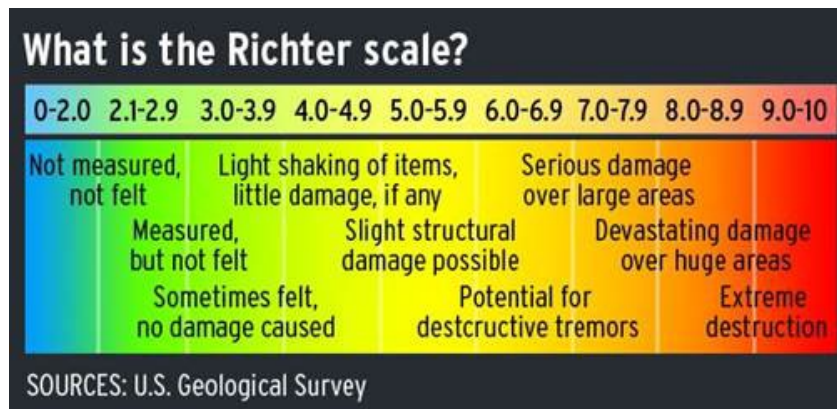 What is the Richter scale?
0-2.0 2.1-2.9 3.0-3.9 4.0-4.9 5.0-5.9 6.0-6.9 7.0-7.9 8.0-8.9 9.0-10
Not measured,
not felt
Light shaking of items,
little damage, if any
Serious damage
over large areas
Measured,
but not felt
Slight structural
damage possible
Devastating damage
over huge areas
Sometimes felt,
no damage caused
Potential for
destcructive tremors
Extreme
destruction
SOURCES: U.S. Geological Survey